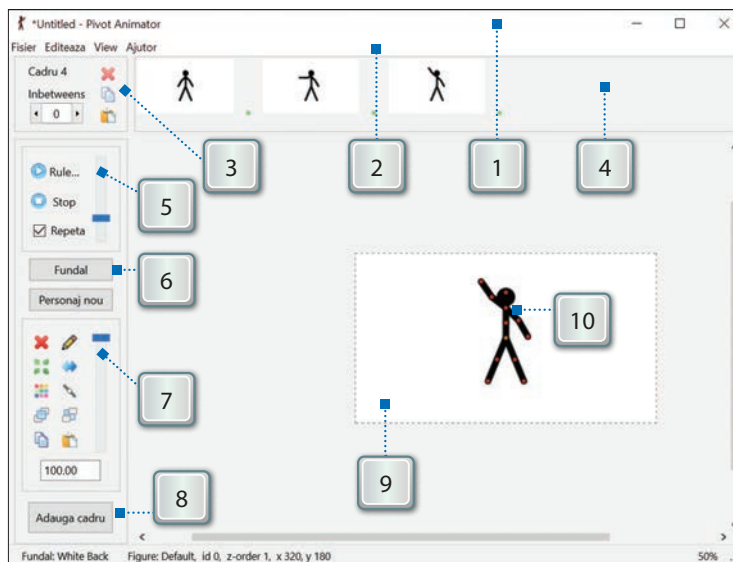 *Untitled - Pivot Animator
Fisier Editeaza View Ajutor
Cadru 4
Inbetweens
0
3
2
1
4
Rule...
Stop
Repeta
5
Fundal
6
Personaj nou
10
7
100.00
9
8
Adauga cadru
Fundal: White Back Figure: Default, id 0, z-order 1, x 320, y 180 50%